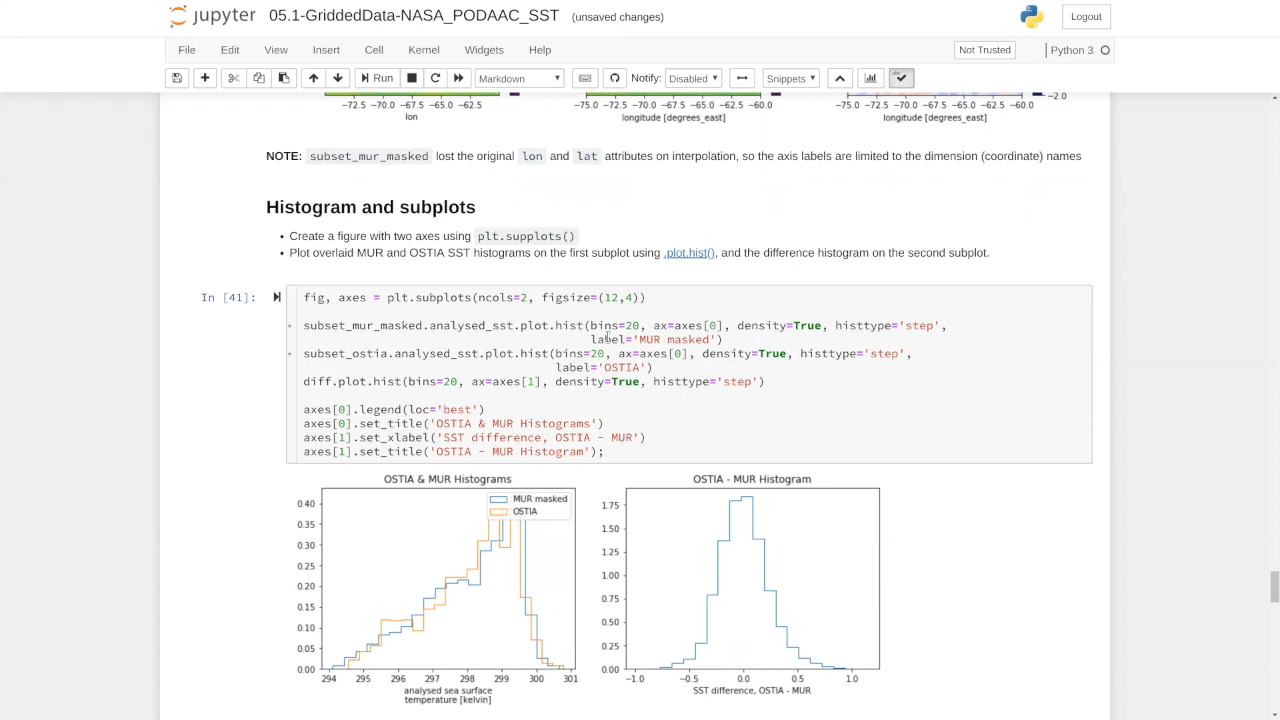 jupyter 05.1-GriddedData-NASA_PODAAC_SST (unsaved changes) Logout
File Edit View Insert Cell Kernel Widgets Help Not Trusted Python 3
Run Markdown Notify: Disabled Snippets
−72.5 −70.0 −67.5 −65.0 −62.5
lon
−75.0 −72.5 −70.0 −67.5 −65.0 −62.5 −60.0
longitude [degrees_east]
−75.0 −72.5 −70.0 −67.5 −65.0 −62.5 −60.0
longitude [degrees_east]
−2.0
NOTE: subset_mur_masked lost the original lon and lat attributes on interpolation, so the axis labels are limited to the dimension (coordinate) names
Histogram and subplots
• Create a figure with two axes using plt.supplots()
• Plot overlaid MUR and OSTIA SST histograms on the first subplot using .plot.hist(), and the difference histogram on the second subplot.
In [41]:
fig, axes = plt.subplots(ncols=2, figsize=(12,4))
subset_mur_masked.analysed_sst.plot.hist(bins=20, ax=axes[0], density=True, histtype='step',
label='MUR masked')
subset_ostia.analysed_sst.plot.hist(bins=20, ax=axes[0], density=True, histtype='step',
label='OSTIA')
diff.plot.hist(bins=20, ax=axes[1], density=True, histtype='step')
axes[0].legend(loc='best')
axes[0].set_title('OSTIA & MUR Histograms')
axes[1].set_xlabel('SST difference, OSTIA - MUR')
axes[1].set_title('OSTIA - MUR Histogram');
OSTIA & MUR Histograms
MUR masked
OSTIA
0.40
0.35
0.30
0.25
0.20
0.15
0.10
0.05
0.00
294 295 296 297 298 299 300 301
analysed sea surface
temperature [kelvin]
OSTIA - MUR Histogram
1.75
1.50
1.25
1.00
0.75
0.50
0.25
0.00
−1.0 −0.5 0.0 0.5 1.0
SST difference, OSTIA - MUR